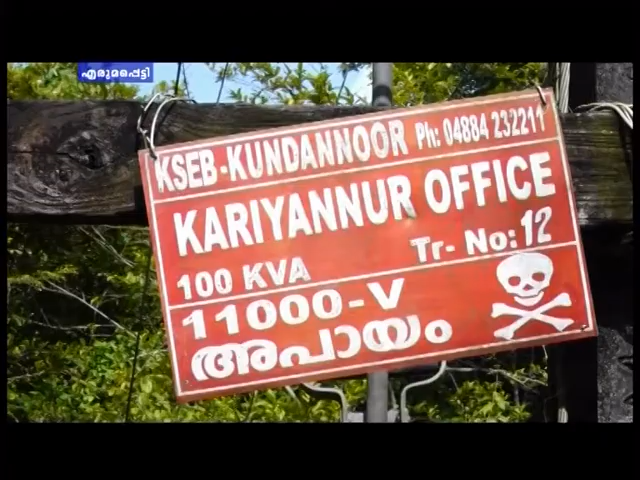 എരുമപ്പെട്ടി
KSEB-KUNDANNOOR Ph: 04884 232211
KARIYANNUR OFFICE
Tr- No: 12
100 KVA
11000-V
അപായം